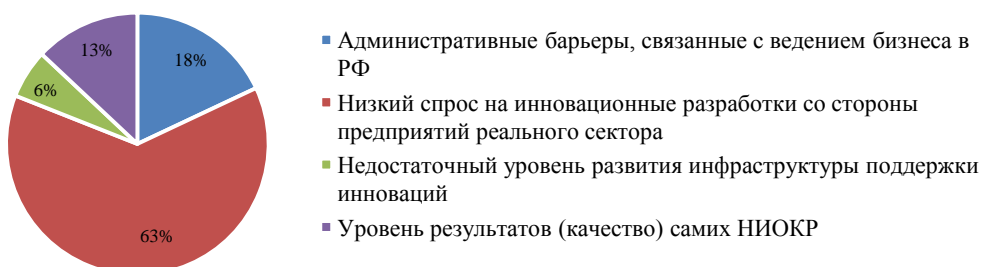 13%
18%
6%
63%
Административные барьеры, связанные с ведением бизнеса в
РФ
Низкий спрос на инновационные разработки со стороны
предприятий реального сектора
Недостаточный уровень развития инфраструктуры поддержки
инноваций
Уровень результатов (качество) самих НИОКР